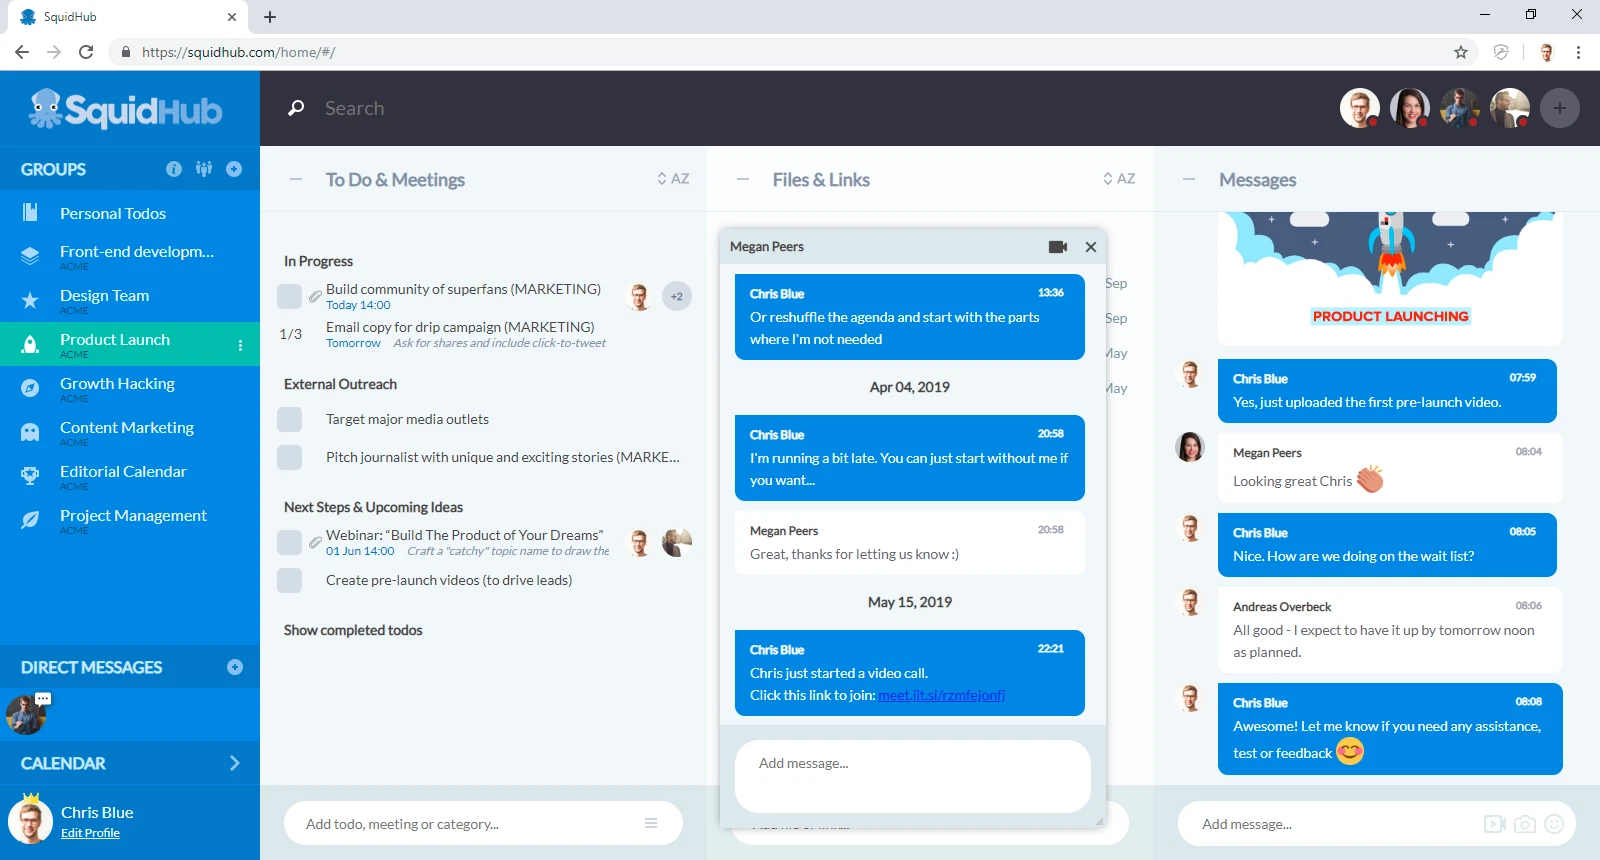 SquidHub
https://squidhub.com/home/#/
SquidHub
Search
GROUPS
Personal Todos
Front-end developm...
ACME
Design Team
ACME
Product Launch
ACME
Growth Hacking
ACME
Content Marketing
ACME
Editorial Calendar
ACME
Project Management
ACME
DIRECT MESSAGES
CALENDAR
Chris Blue
Edit Profile
To Do & Meetings
AZ
In Progress
Build community of superfans (MARKETING)
Today 14:00
+2
1/3
Email copy for drip campaign (MARKETING)
Tomorrow Ask for shares and include click-to-tweet
External Outreach
Target major media outlets
Pitch journalist with unique and exciting stories (MARKE...
Next Steps & Upcoming Ideas
Webinar: “Build The Product of Your Dreams”
01 Jun 14:00 Craft a "catchy" topic name to draw the
Create pre-launch videos (to drive leads)
Show completed todos
Add todo, meeting or category...
Files & Links
AZ
Sep
Sep
May
May
Megan Peers
Chris Blue 13:36
Or reshuffle the agenda and start with the parts
where I'm not needed
Apr 04, 2019
Chris Blue 20:58
I'm running a bit late. You can just start without me if
you want...
Megan Peers 20:58
Great, thanks for letting us know :)
May 15, 2019
Chris Blue 22:21
Chris just started a video call.
Click this link to join: meet.jit.si/rzmfejonfj
Add message...
Messages
PRODUCT LAUNCHING
Chris Blue 07:59
Yes, just uploaded the first pre-launch video.
Megan Peers 08:04
Looking great Chris 👏
Chris Blue 08:05
Nice. How are we doing on the wait list?
Andreas Overbeck 08:06
All good - I expect to have it up by tomorrow noon
as planned.
Chris Blue 08:08
Awesome! Let me know if you need any assistance,
test or feedback 😊
Add message...